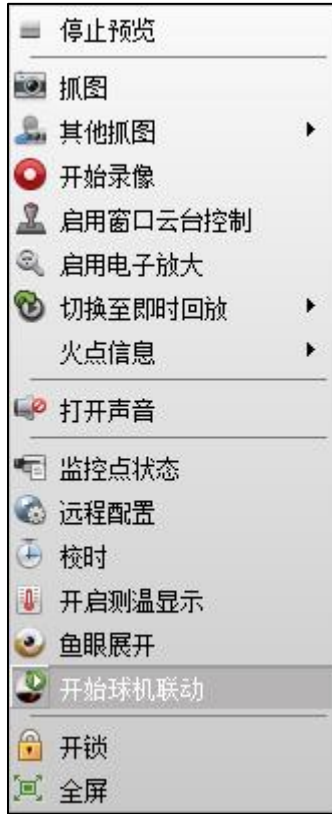 停止预览
抓图
其他抓图
开始录像
启用窗口云台控制
启用电子放大
切换至即时回放
火点信息
打开声音
监控点状态
远程配置
校时
开启测温显示
鱼眼展开
开始球机联动
开锁
全屏